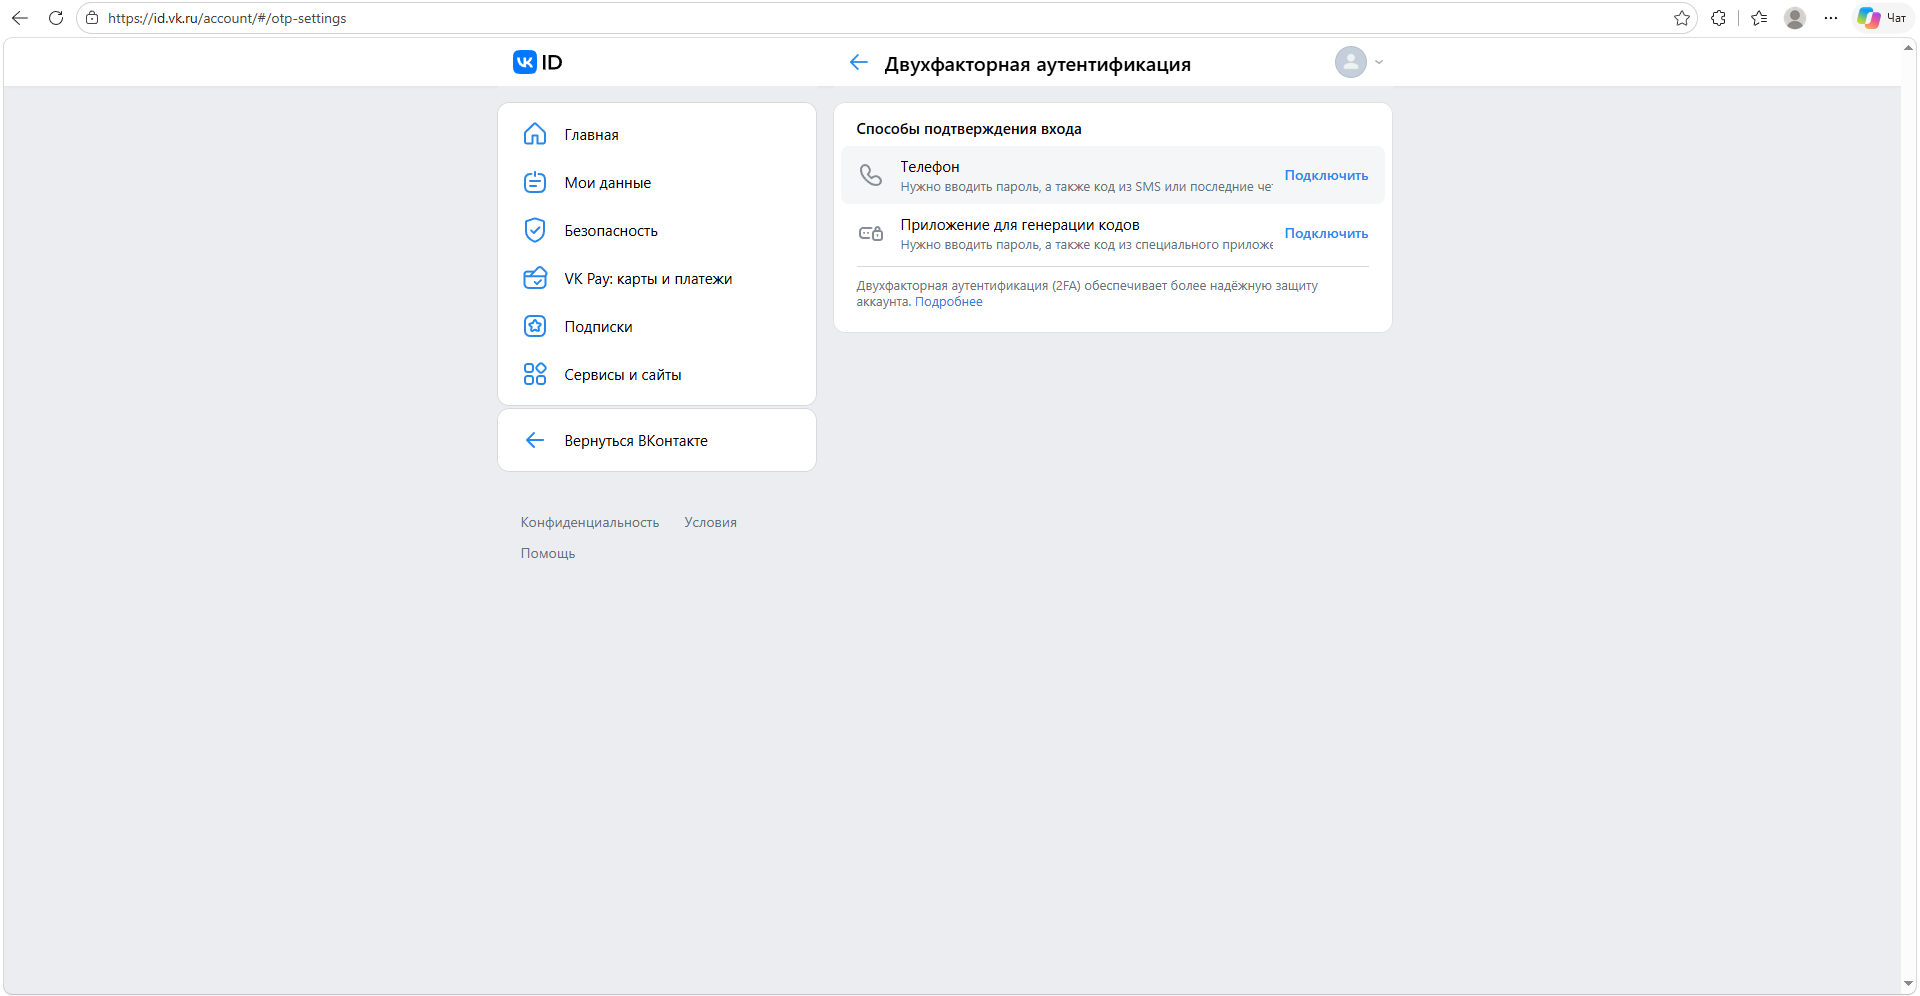 https://id.vk.ru/account/#/otp-settings
Чат
VK ID
Двухфакторная аутентификация
Главная
Мои данные
Безопасность
VK Pay: карты и платежи
Подписки
Сервисы и сайты
Вернуться ВКонтакте
Конфиденциальность Условия
Помощь
Способы подтверждения входа
Телефон
Нужно вводить пароль, а также код из SMS или последние че
Подключить
Приложение для генерации кодов
Нужно вводить пароль, а также код из специального прилож
Подключить
Двухфакторная аутентификация (2FA) обеспечивает более надёжную защиту
аккаунта. Подробнее